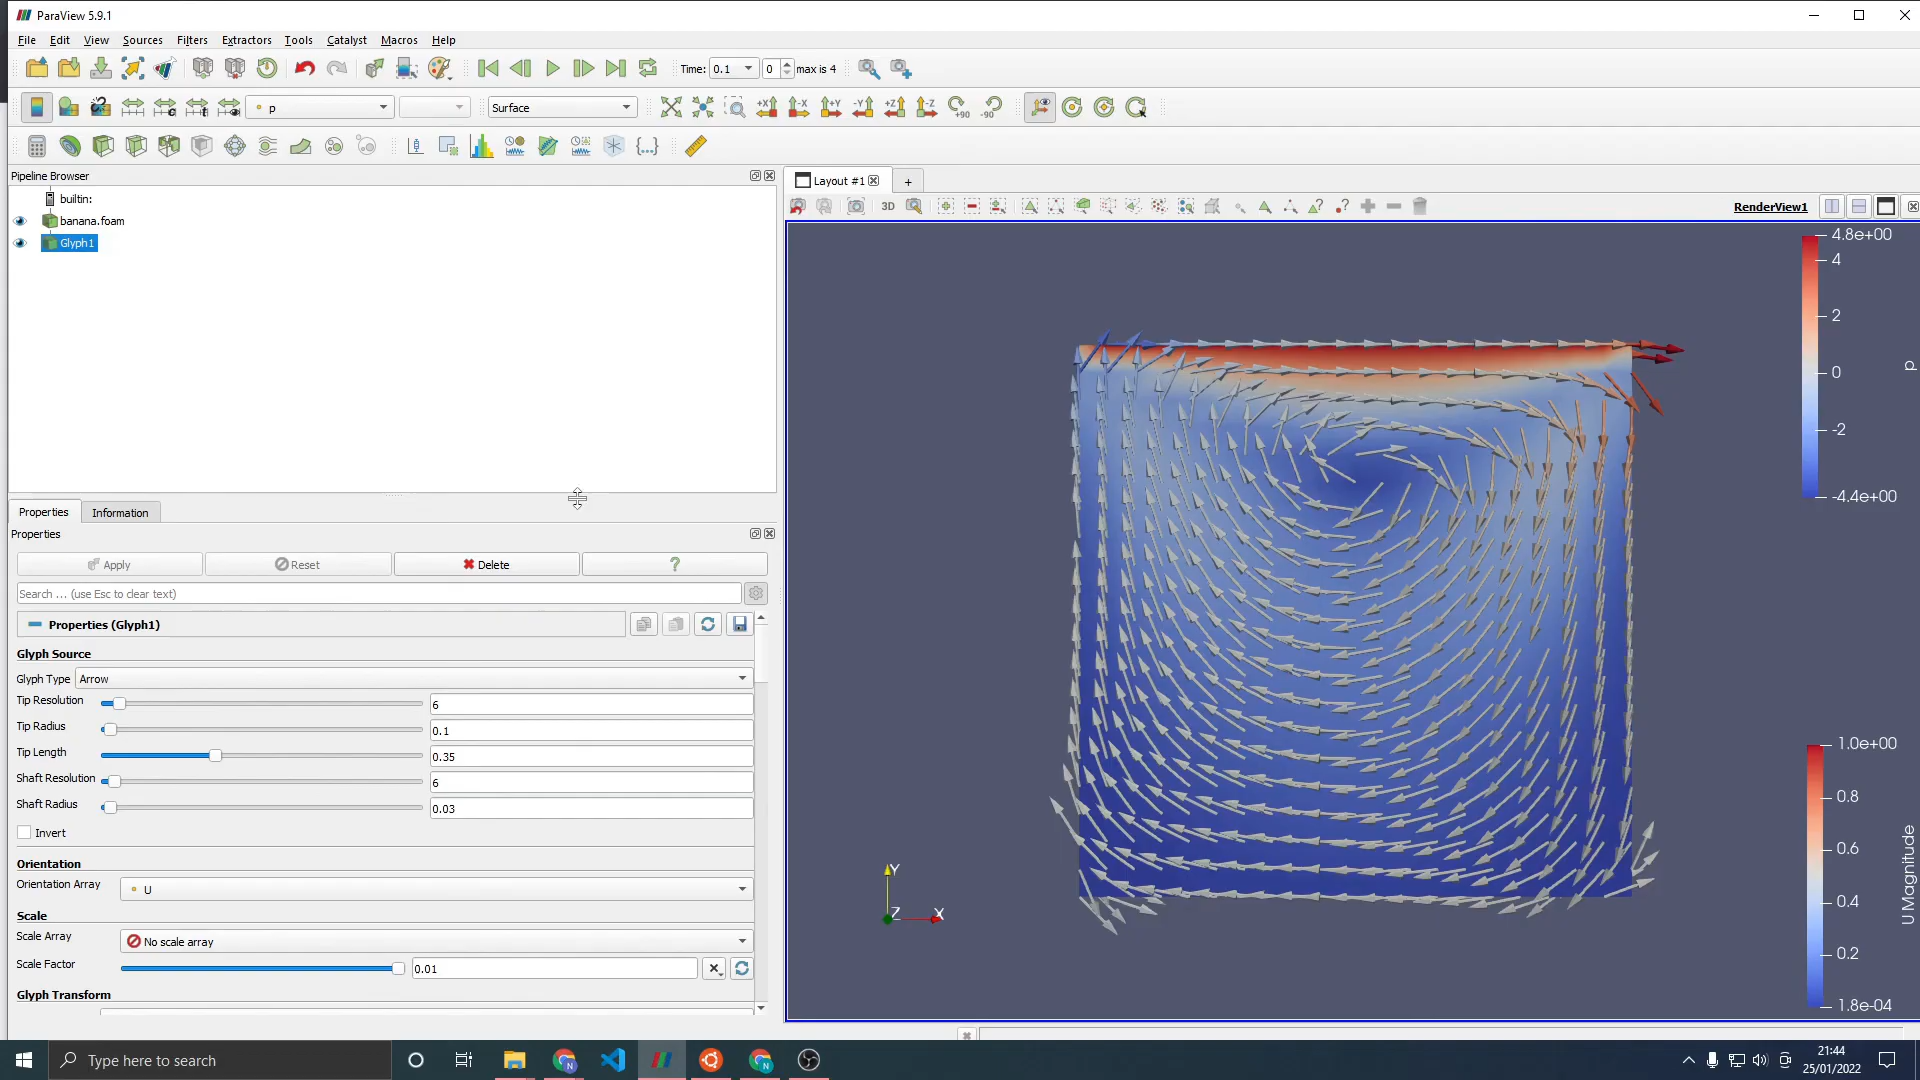 ParaView 5.9.1
File Edit View Sources Filters Extractors Tools Catalyst Macros Help
Time: 0.1 0 max is 4
p Surface +X -X +Y -Y +Z -Z +90 -90
Pipeline Browser
builtin:
banana.foam
Glyph1
Layout #1 +
3D RenderView1
Properties Information
Properties
Apply Reset Delete ?
Search ... (use Esc to clear text)
Properties (Glyph1)
Glyph Source
Glyph Type Arrow
Tip Resolution 6
Tip Radius 0.1
Tip Length 0.35
Shaft Resolution 6
Shaft Radius 0.03
Invert
Orientation
Orientation Array U
Scale
Scale Array No scale array
Scale Factor 0.01
Glyph Transform
4.8e+00
4
2
0
-2
-4.4e+00
p
1.0e+00
0.8
0.6
0.4
0.2
1.8e-04
U Magnitude
Y
Z X
Type here to search
21:44
25/01/2022